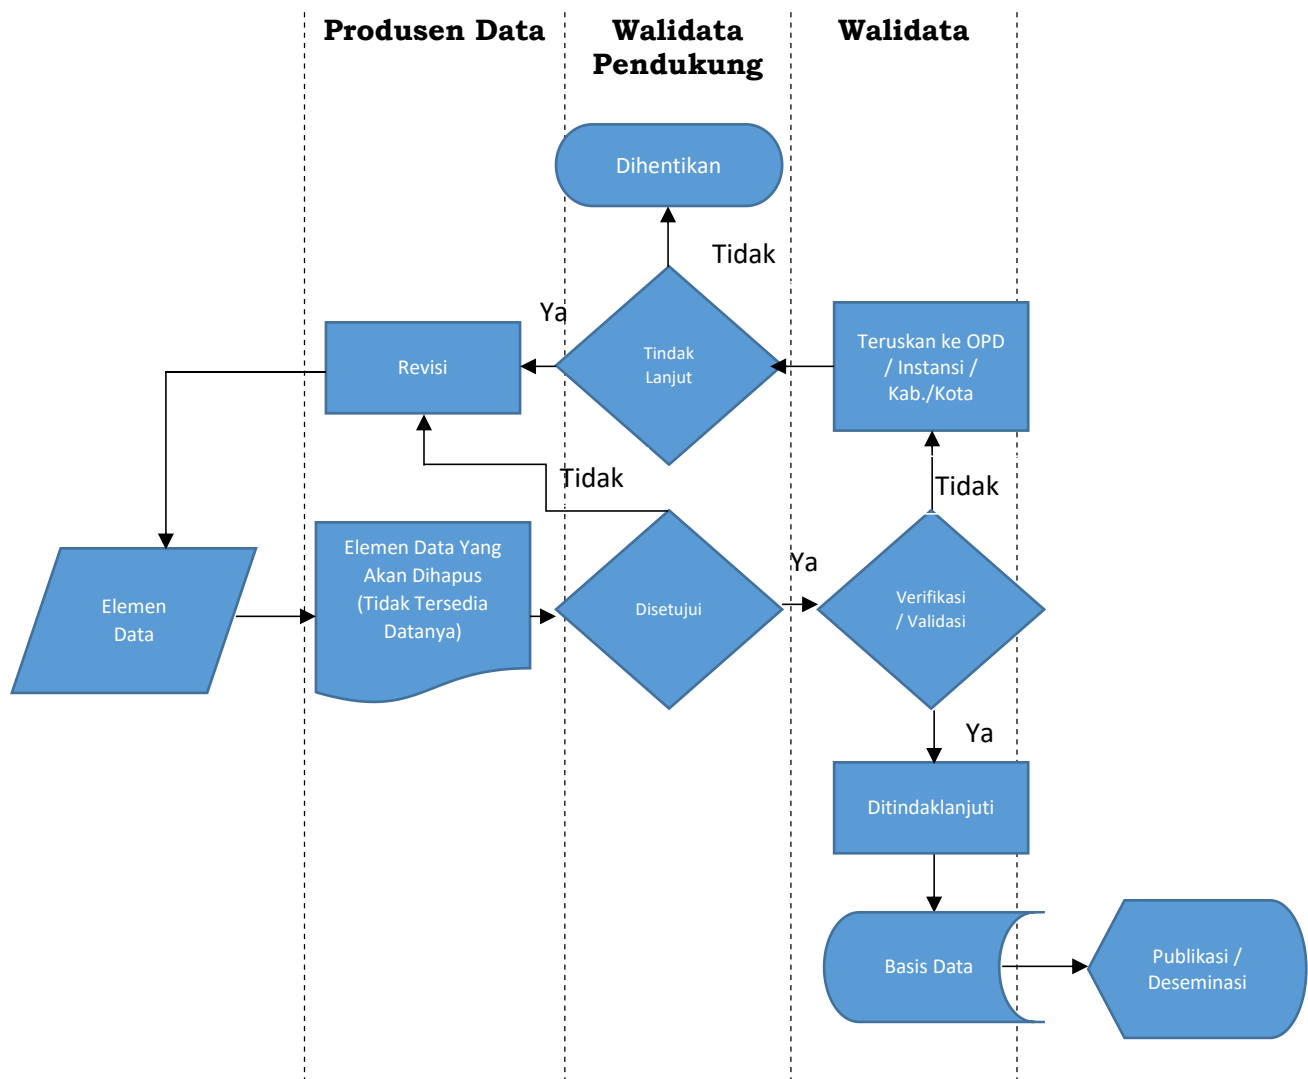 Produsen Data
Walidata
Pendukung
Walidata
Dihentikan
Tidak
Ya
Revisi
Tindak
Lanjut
Teruskan ke OPD
/ Instansi /
Kab./Kota
Tidak
Tidak
Elemen
Data
Elemen Data Yang
Akan Dihapus
(Tidak Tersedia
Datanya)
Disetujui
Ya
Verifikasi
/ Validasi
Ya
Ditindaklanjuti
Basis Data
Publikasi /
Deseminasi